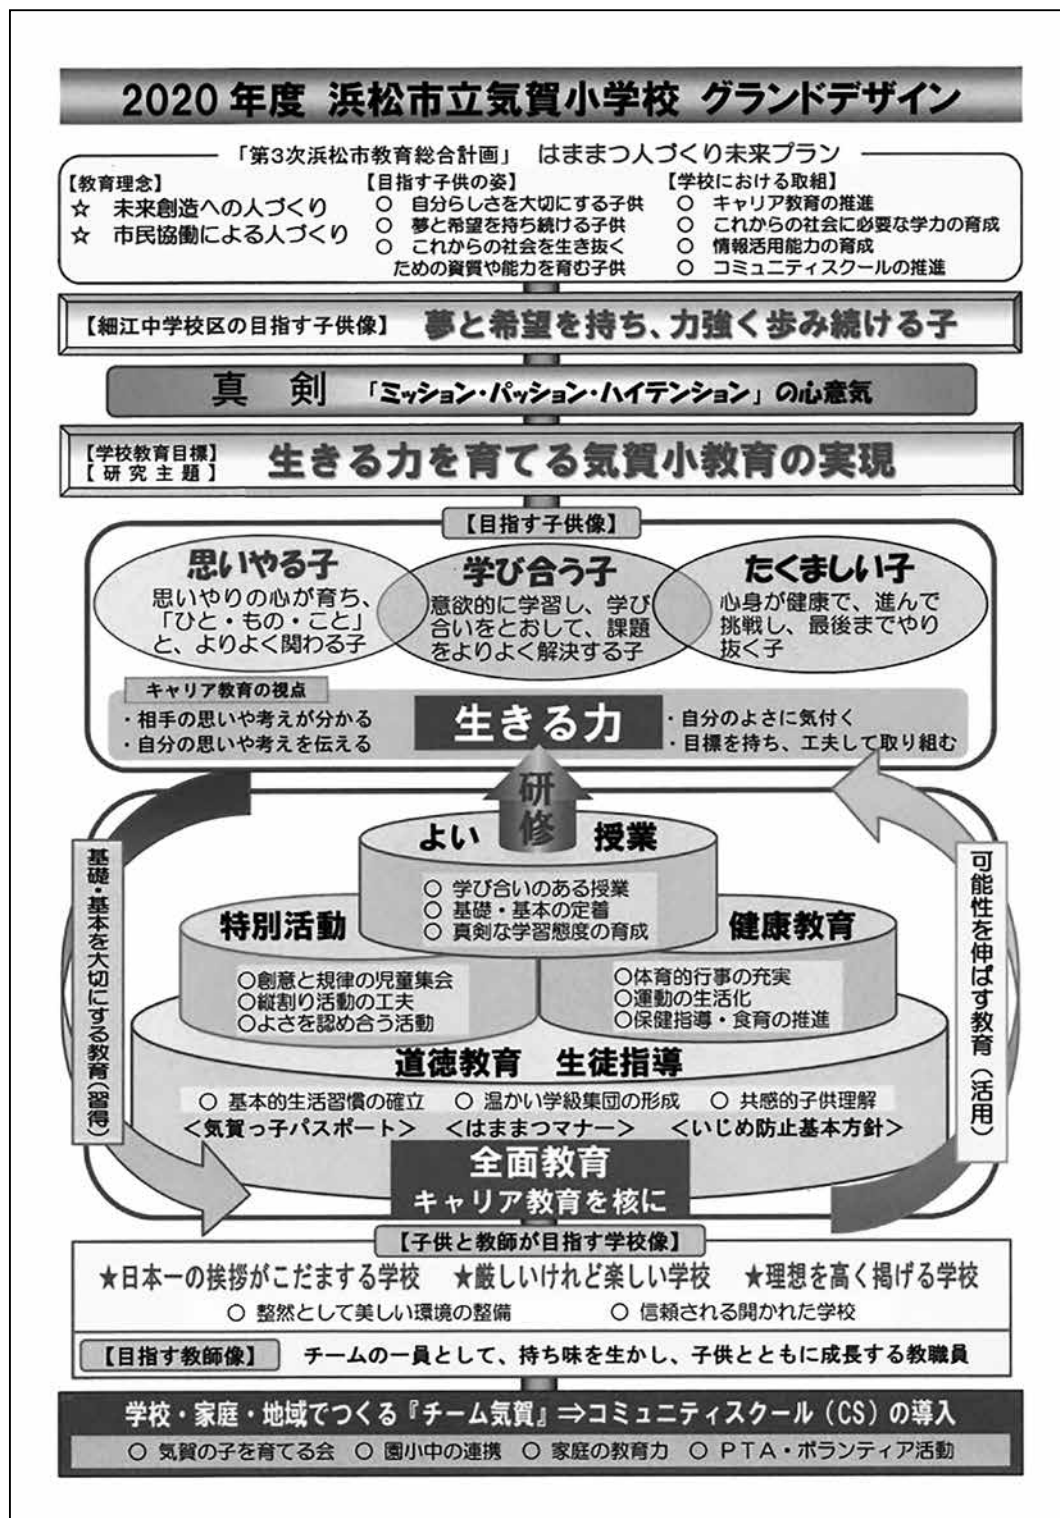 2020年度 浜松市立気賀小学校 グランドデザイン
「第3次浜松市教育総合計画」 はままつ人づくり未来プラン
【教育理念】
☆ 未来創造への人づくり
☆ 市民協働による人づくり
【目指す子供の姿】
○ 自分らしさを大切にする子供
○ 夢と希望を持ち続ける子供
○ これからの社会を生き抜く
ための資質や能力を育む子供
【学校における取組】
○ キャリア教育の推進
○ これからの社会に必要な学力の育成
○ 情報活用能力の育成
○ コミュニティスクールの推進
【細江中学校区の目指す子供像】 夢と希望を持ち、力強く歩み続ける子
真 剣 「ミッション・パッション・ハイテンション」の心意気
【学校教育目標】
【研究主題】
生きる力を育てる気賀小教育の実現
【目指す子供像】
思いやる子
思いやりの心が育ち、
「ひと・もの・こと」
と、よりよく関わる子
学び合う子
意欲的に学習し、学び
合いをとおして、課題
をよりよく解決する子
たくましい子
心身が健康で、進んで
挑戦し、最後までやり
抜く子
キャリア教育の視点
・相手の思いや考えが分かる
・自分の思いや考えを伝える
生きる力
・自分のよさに気付く
・目標を持ち、工夫して取り組む
研修
よい 授業
○ 学び合いのある授業
○ 基礎・基本の定着
○ 真剣な学習態度の育成
特別活動
○創意と規律の児童集会
○縦割り活動の工夫
○よさを認め合う活動
健康教育
○体育的行事の充実
○運動の生活化
○保健指導・食育の推進
基礎・基本を大切にする教育(習得)
可能性を伸ばす教育(活用)
道徳教育 生徒指導
○ 基本的生活習慣の確立 ○ 温かい学級集団の形成 ○ 共感的子供理解
<気賀っ子パスポート> <はままつマナー> <いじめ防止基本方針>
全面教育
キャリア教育を核に
【子供と教師が目指す学校像】
★日本一の挨拶がこだまする学校 ★厳しいけれど楽しい学校 ★理想を高く掲げる学校
○ 整然として美しい環境の整備 ○ 信頼される開かれた学校
【目指す教師像】 チームの一員として、持ち味を生かし、子供とともに成長する教職員
学校・家庭・地域でつくる『チーム気賀』⇒コミュニティスクール(CS)の導入
○ 気賀の子を育てる会 ○ 園小中の連携 ○ 家庭の教育力 ○ PTA・ボランティア活動